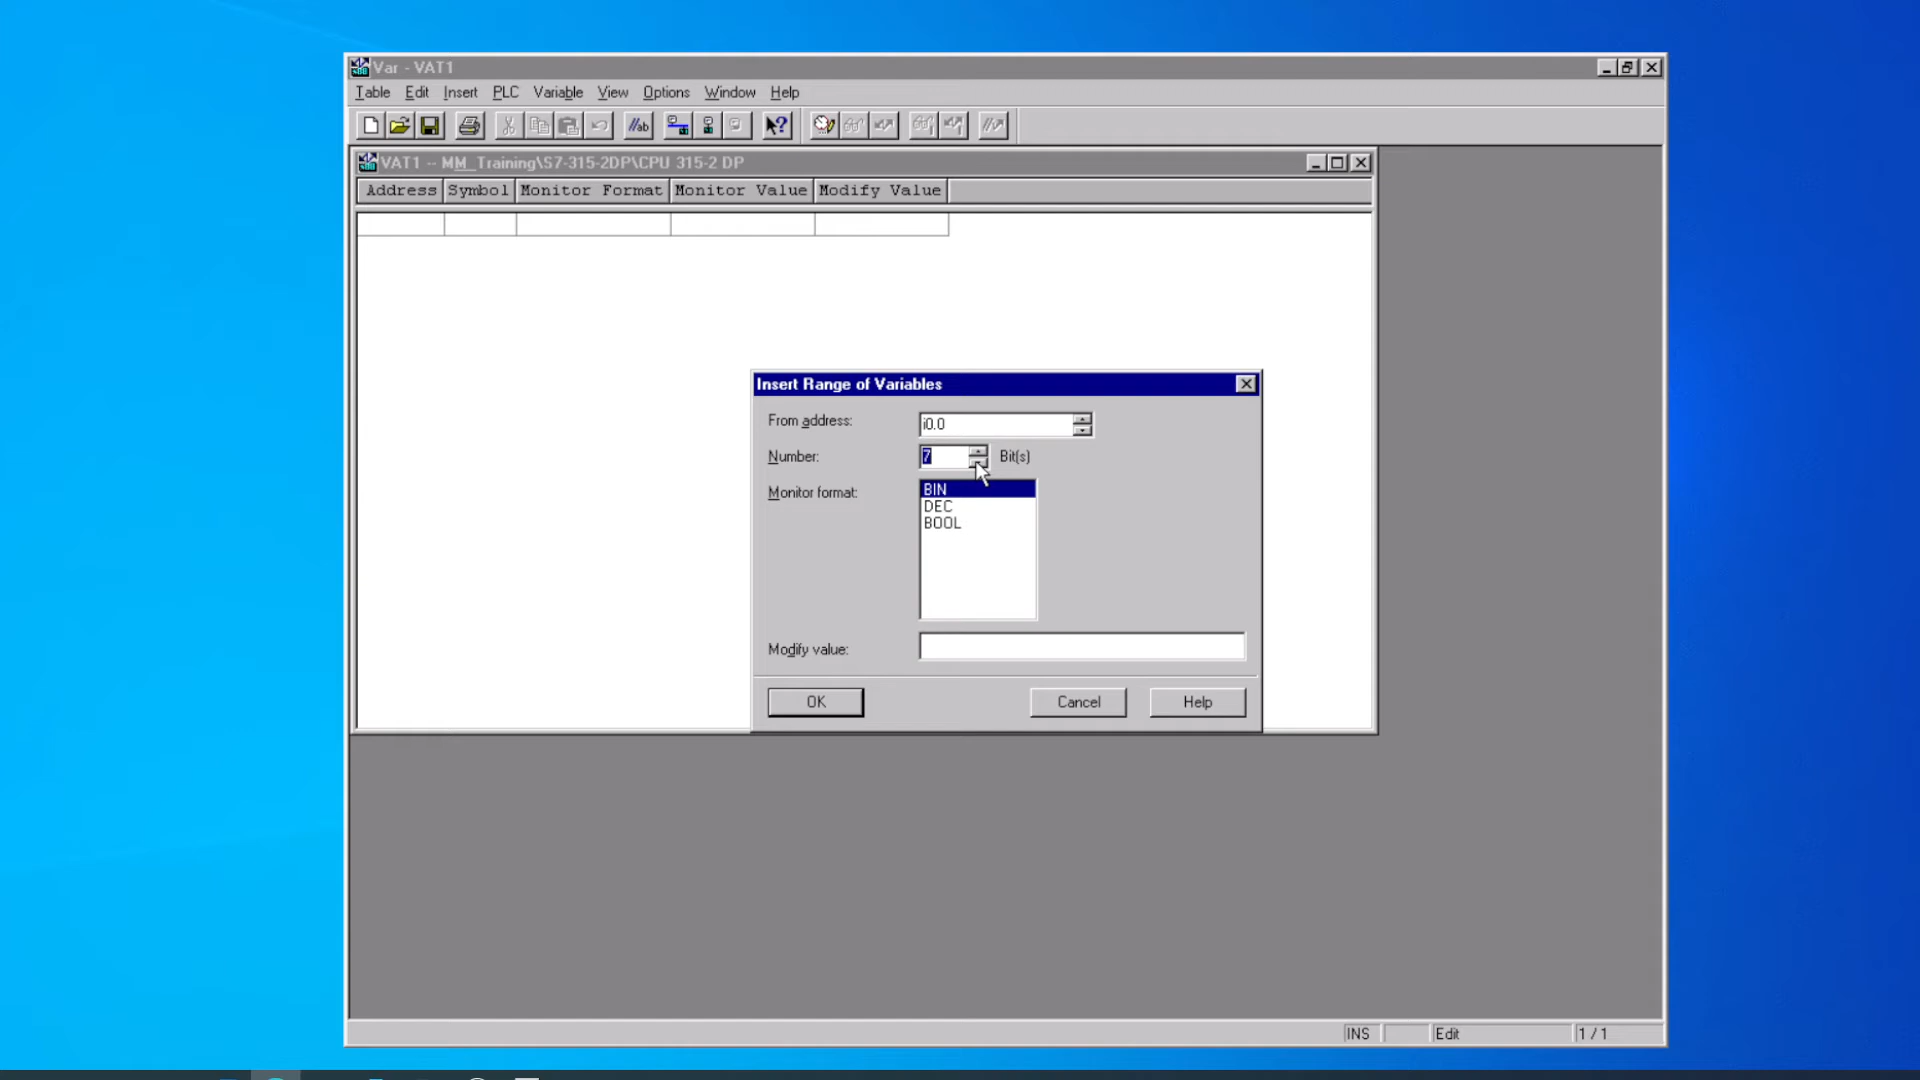 Var - VAT1
Table Edit Insert PLC Variable View Options Window Help
//ab
VAT1 -- MM_Training\S7-315-2DP\CPU 315-2 DP
Address Symbol Monitor Format Monitor Value Modify Value
Insert Range of Variables
From address: i0.0
Number: 7 Bit(s)
Monitor format: BIN
DEC
BOOL
Modify value:
OK Cancel Help
INS Edit 1 / 1